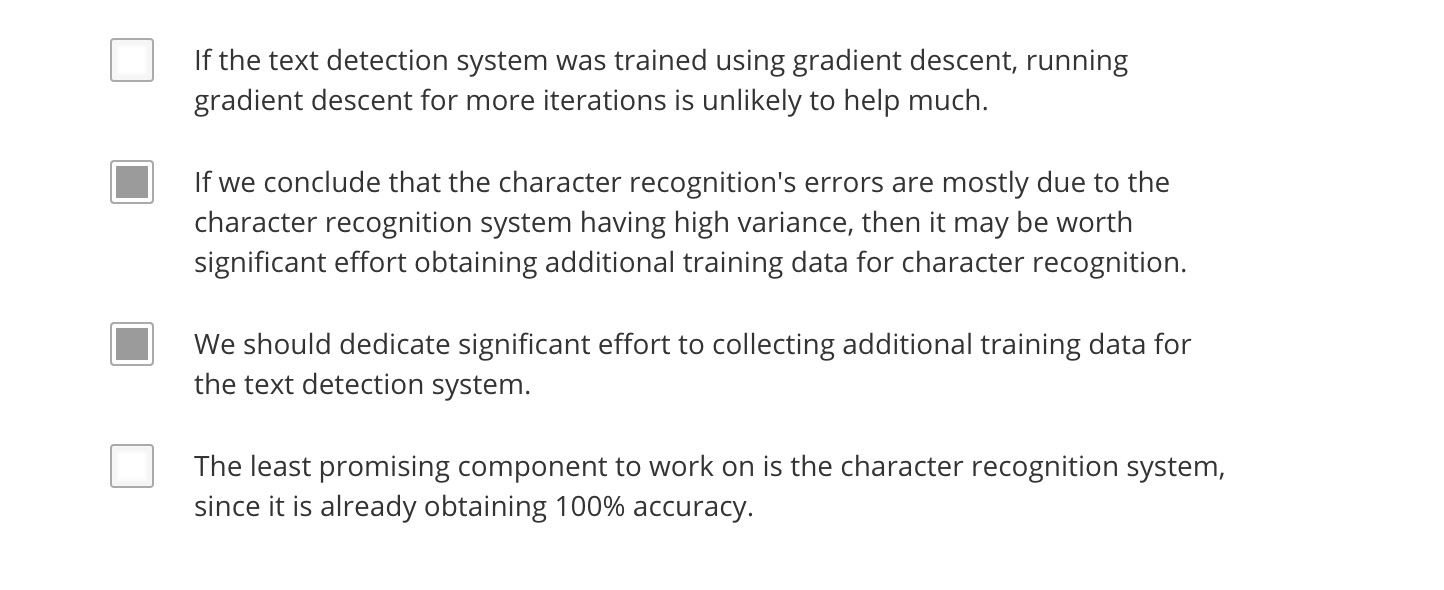 If the text detection system was trained using gradient descent, running
gradient descent for more iterations is unlikely to help much.
If we conclude that the character recognition's errors are mostly due to the
character recognition system having high variance, then it may be worth
significant effort obtaining additional training data for character recognition.
We should dedicate significant effort to collecting additional training data for
the text detection system.
The least promising component to work on is the character recognition system,
since it is already obtaining 100% accuracy.